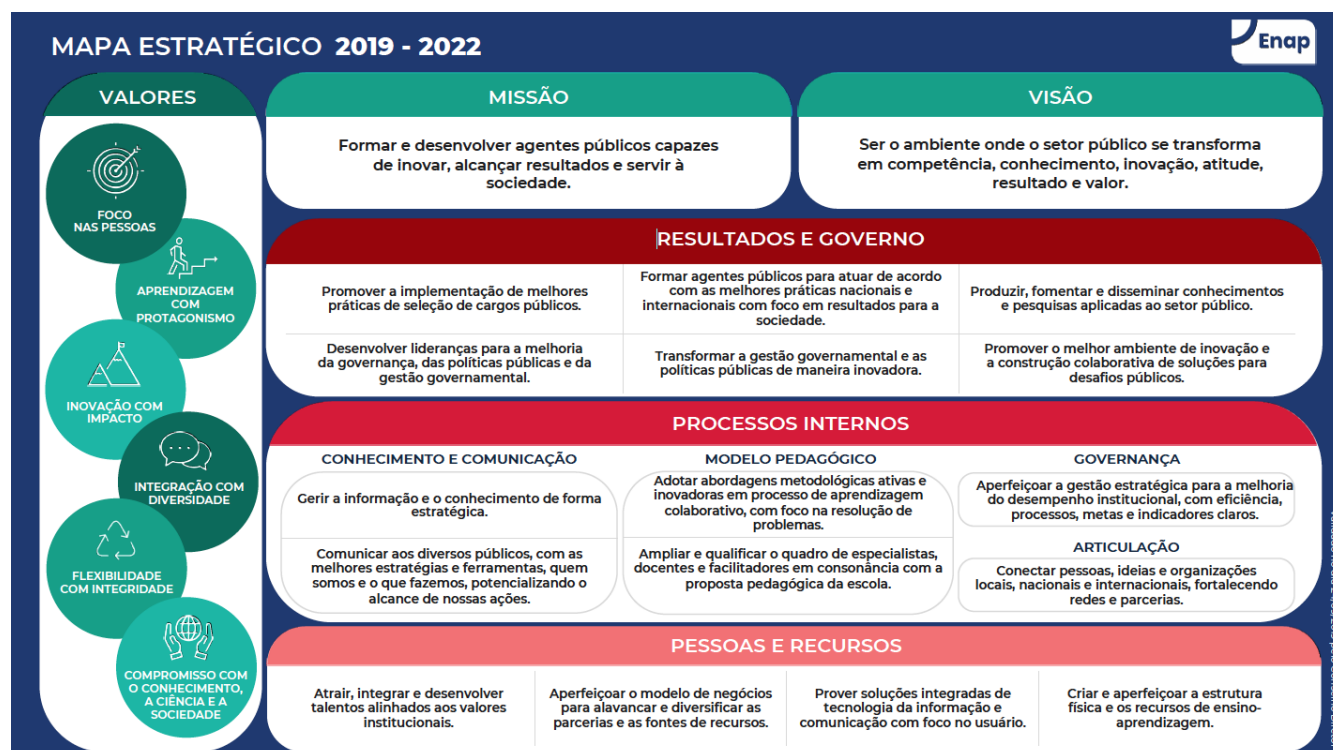 MAPA ESTRATÉGICO 2019 - 2022
Enap
VALORES
FOCO
NAS PESSOAS
APRENDIZAGEM
COM
PROTAGONISMO
INOVAÇÃO COM
IMPACTO
INTEGRAÇÃO COM
DIVERSIDADE
FLEXIBILIDADE
COM INTEGRIDADE
COMPROMISSO COM
O CONHECIMENTO,
A CIÊNCIA E A
SOCIEDADE
MISSÃO
Formar e desenvolver agentes públicos capazes
de inovar, alcançar resultados e servir à
sociedade.
VISÃO
Ser o ambiente onde o setor público se transforma
em competência, conhecimento, inovação, atitude,
resultado e valor.
RESULTADOS E GOVERNO
Promover a implementação de melhores
práticas de seleção de cargos públicos.
Formar agentes públicos para atuar de acordo
com as melhores práticas nacionais e
internacionais com foco em resultados para a
sociedade.
Produzir, fomentar e disseminar conhecimentos
e pesquisas aplicadas ao setor público.
Desenvolver lideranças para a melhoria
da governança, das políticas públicas e da
gestão governamental.
Transformar a gestão governamental e as
políticas públicas de maneira inovadora.
Promover o melhor ambiente de inovação e
a construção colaborativa de soluções para
desafios públicos.
PROCESSOS INTERNOS
CONHECIMENTO E COMUNICAÇÃO
Gerir a informação e o conhecimento de forma
estratégica.
Comunicar aos diversos públicos, com as
melhores estratégias e ferramentas, quem
somos e o que fazemos, potencializando o
alcance de nossas ações.
MODELO PEDAGÓGICO
Adotar abordagens metodológicas ativas e
inovadoras em processo de aprendizagem
colaborativo, com foco na resolução de
problemas.
Ampliar e qualificar o quadro de especialistas,
docentes e facilitadores em consonância com a
proposta pedagógica da escola.
GOVERNANÇA
Aperfeiçoar a gestão estratégica para a melhoria
do desempenho institucional, com eficiência,
processos, metas e indicadores claros.
ARTICULAÇÃO
Conectar pessoas, ideias e organizações
locais, nacionais e internacionais, fortalecendo
redes e parcerias.
PESSOAS E RECURSOS
Atrair, integrar e desenvolver
talentos alinhados aos valores
institucionais.
Aperfeiçoar o modelo de negócios
para alavancar e diversificar as
parcerias e as fontes de recursos.
Prover soluções integradas de
tecnologia da informação e
comunicação com foco no usuário.
Criar e aperfeiçoar a estrutura
física e os recursos de ensino-
aprendizagem.